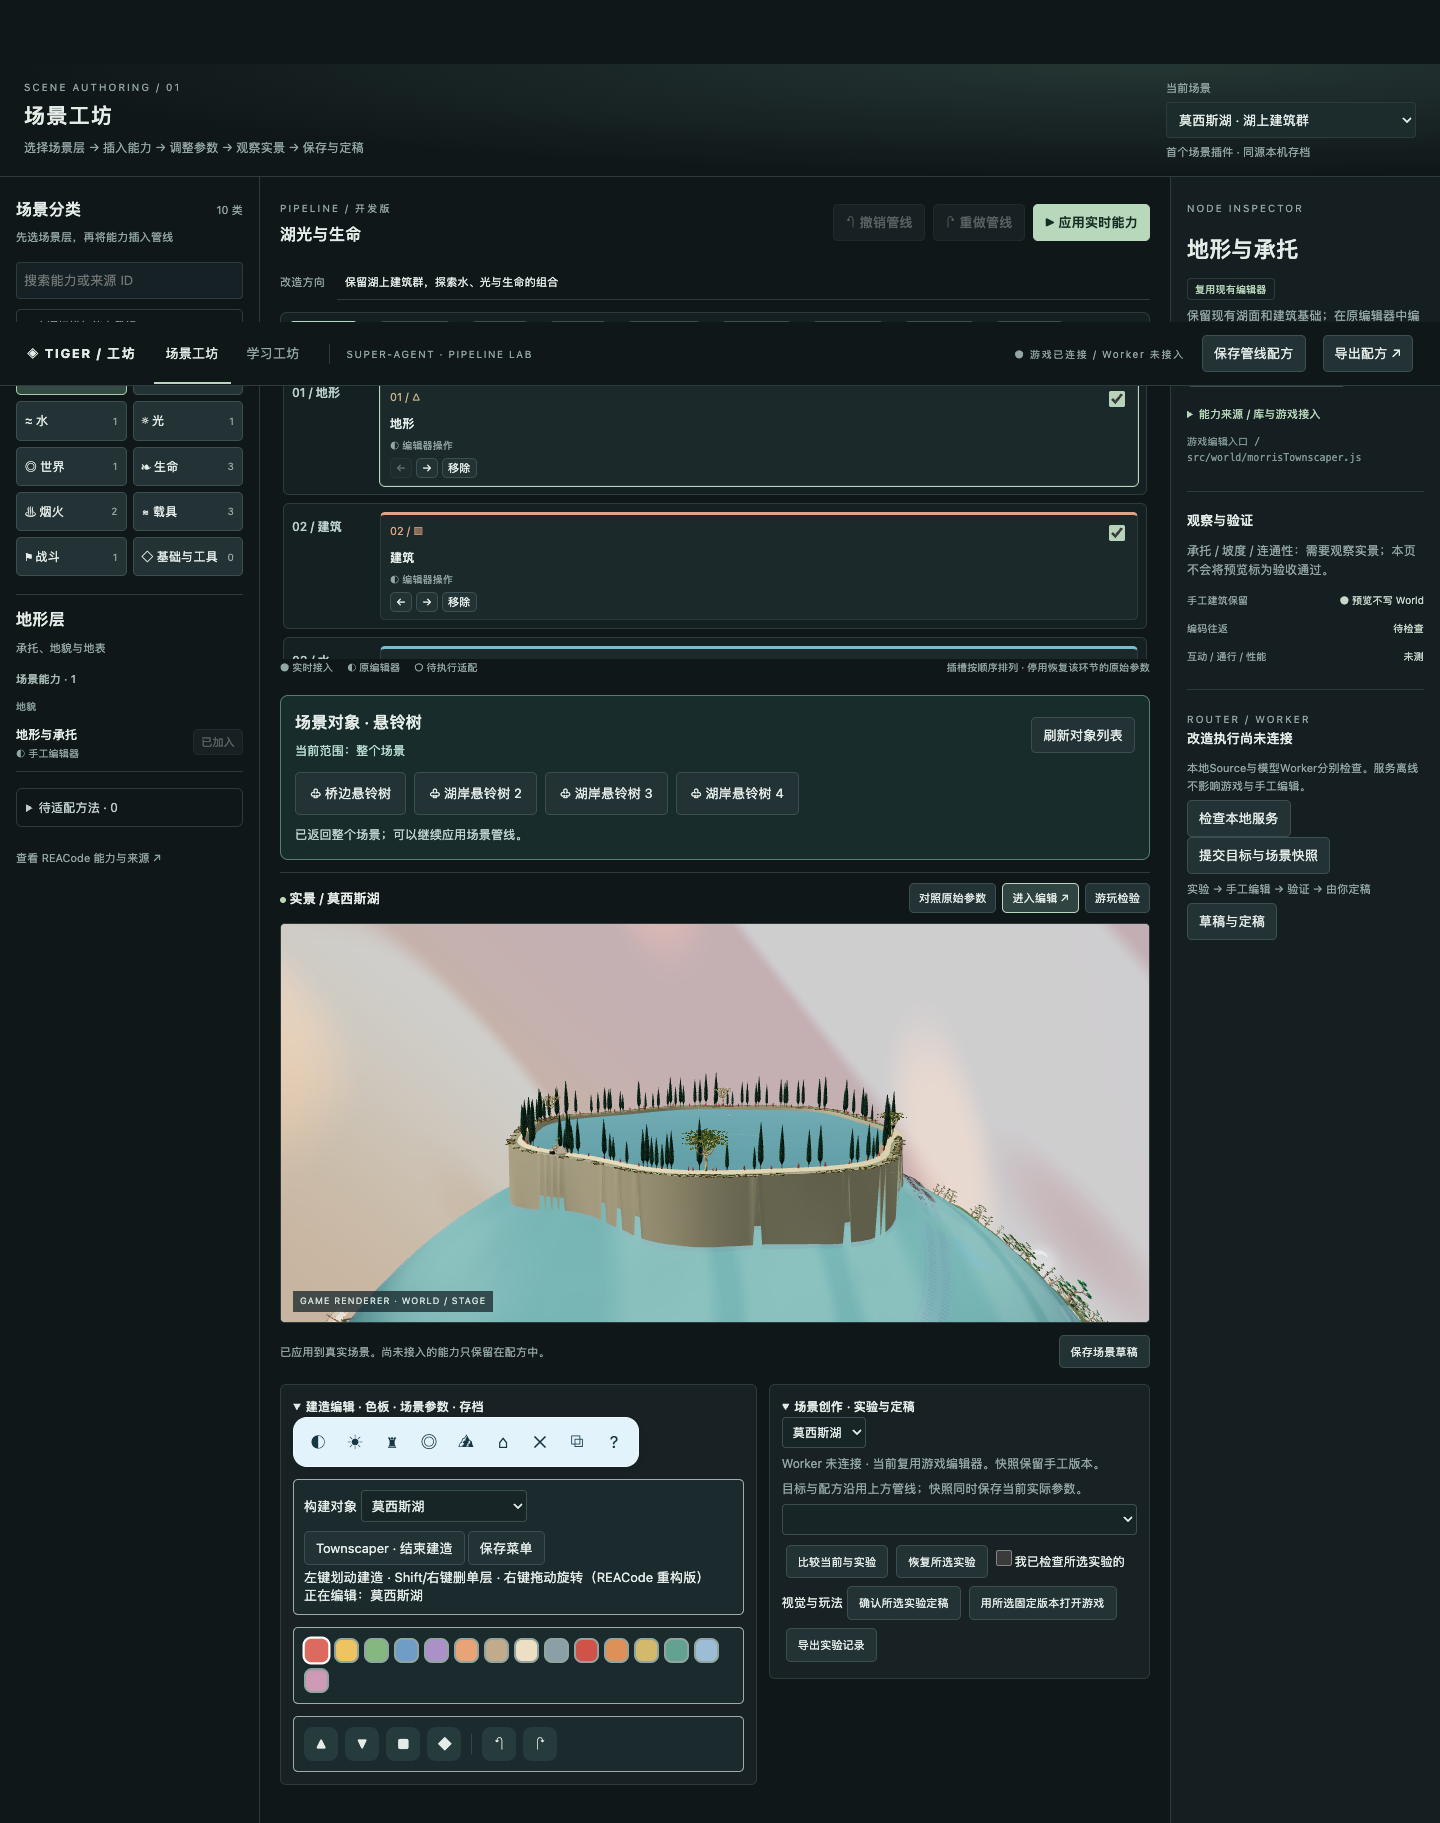 SCENE AUTHORING / 01
场景工坊
选择场景层 → 插入能力 → 调整参数 → 观察实景 → 保存与定稿
当前场景
莫西斯湖 · 湖上建筑群
首个场景插件 · 同源本机存档
场景分类
10 类
先选场景层，再将能力插入管线
搜索能力或来源 ID
PIPELINE / 开发版
湖光与生命
撤销管线
重做管线
应用实时能力
改造方向
保留湖上建筑群，探索水、光与生命的组合
NODE INSPECTOR
地形与承托
复用现有编辑器
保留现有湖面和建筑基础；在原编辑器中编
◈ TIGER / 工坊
场景工坊
学习工坊
SUPER-AGENT · PIPELINE LAB
● 游戏已连接 / Worker 未接入
保存管线配方
导出配方 ↗
≈ 水 1
☼ 光 1
◎ 世界 1
❧ 生命 3
♨ 烟火 2
≈ 载具 3
⚑ 战斗 1
◇ 基础与工具 0
地形层
承托、地貌与地表
场景能力 · 1
地貌
地形与承托
◐ 手工编辑器
已加入
▶ 待适配方法 · 0
查看 REACode 能力与来源 ↗
01 / 地形
01 / △
地形
◐ 编辑器操作
← → 移除
02 / 建筑
02 / ▥
建筑
◐ 编辑器操作
← → 移除
● 实时接入 ◐ 原编辑器 ○ 待执行适配
插槽按顺序排列 · 停用恢复该环节的原始参数
场景对象 · 悬铃树
当前范围：整个场景
刷新对象列表
♧ 桥边悬铃树
♧ 湖岸悬铃树 2
♧ 湖岸悬铃树 3
♧ 湖岸悬铃树 4
已返回整个场景；可以继续应用场景管线。
● 实景 / 莫西斯湖
对照原始参数
进入编辑 ↗
游玩检验
GAME RENDERER · WORLD / STAGE
已应用到真实场景。尚未接入的能力只保留在配方中。
保存场景草稿
▼ 建造编辑 · 色板 · 场景参数 · 存档
?
构建对象
莫西斯湖
Townscaper · 结束建造
保存菜单
左键划动建造 · Shift/右键删单层 · 右键拖动旋转（REACode 重构版）
正在编辑：莫西斯湖
▼ 场景创作 · 实验与定稿
莫西斯湖
Worker 未连接 · 当前复用游戏编辑器。快照保留手工版本。
目标与配方沿用上方管线；快照同时保存当前实际参数。
比较当前与实验
恢复所选实验
我已检查所选实验的
视觉与玩法
确认所选实验定稿
用所选固定版本打开游戏
导出实验记录
▶ 能力来源 / 库与游戏接入
游戏编辑入口 /
src/world/morrisTownscaper.js
观察与验证
承托 / 坡度 / 连通性：需要观察实景；本页
不会将预览标为验收通过。
手工建筑保留
● 预览不写 World
编码往返
待检查
互动 / 通行 / 性能
未测
ROUTER / WORKER
改造执行尚未连接
本地Source与模型Worker分别检查。服务离线
不影响游戏与手工编辑。
检查本地服务
提交目标与场景快照
实验 → 手工编辑 → 验证 → 由你定稿
草稿与定稿